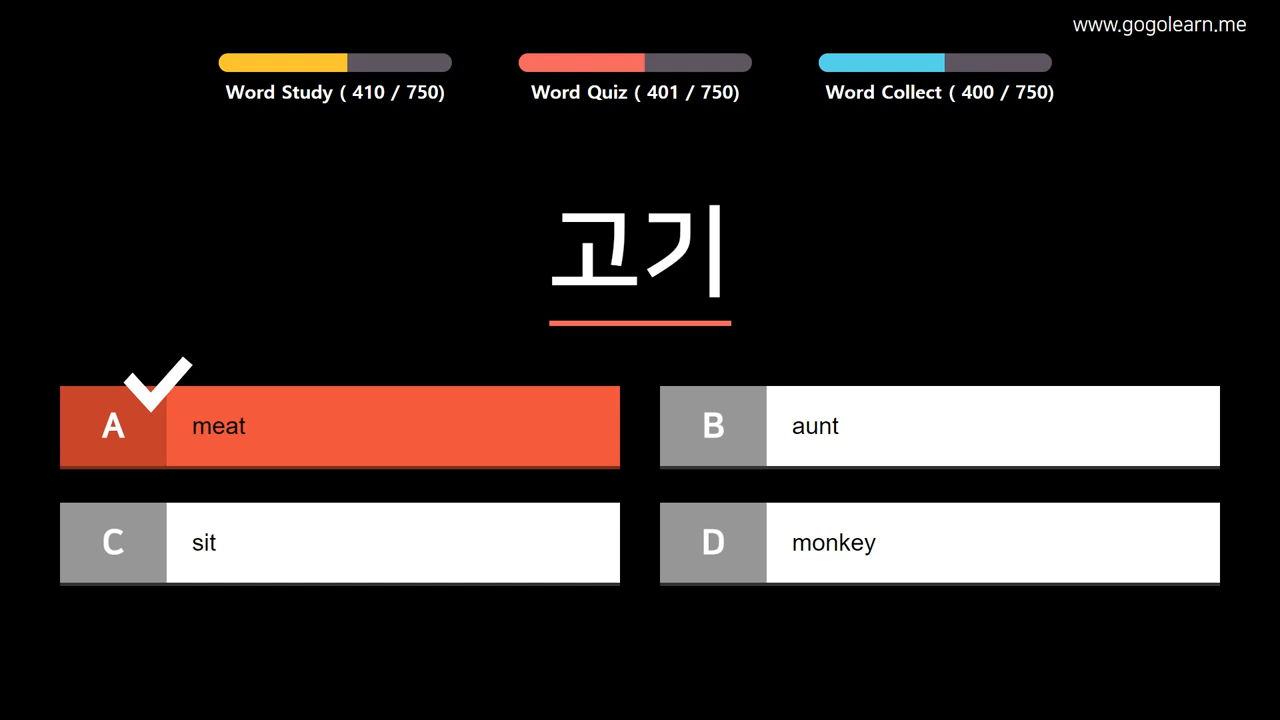 www.gogolearn.me
Word Study ( 410 / 750)
Word Quiz ( 401 / 750)
Word Collect ( 400 / 750)
고기
A meat
B aunt
C sit
D monkey